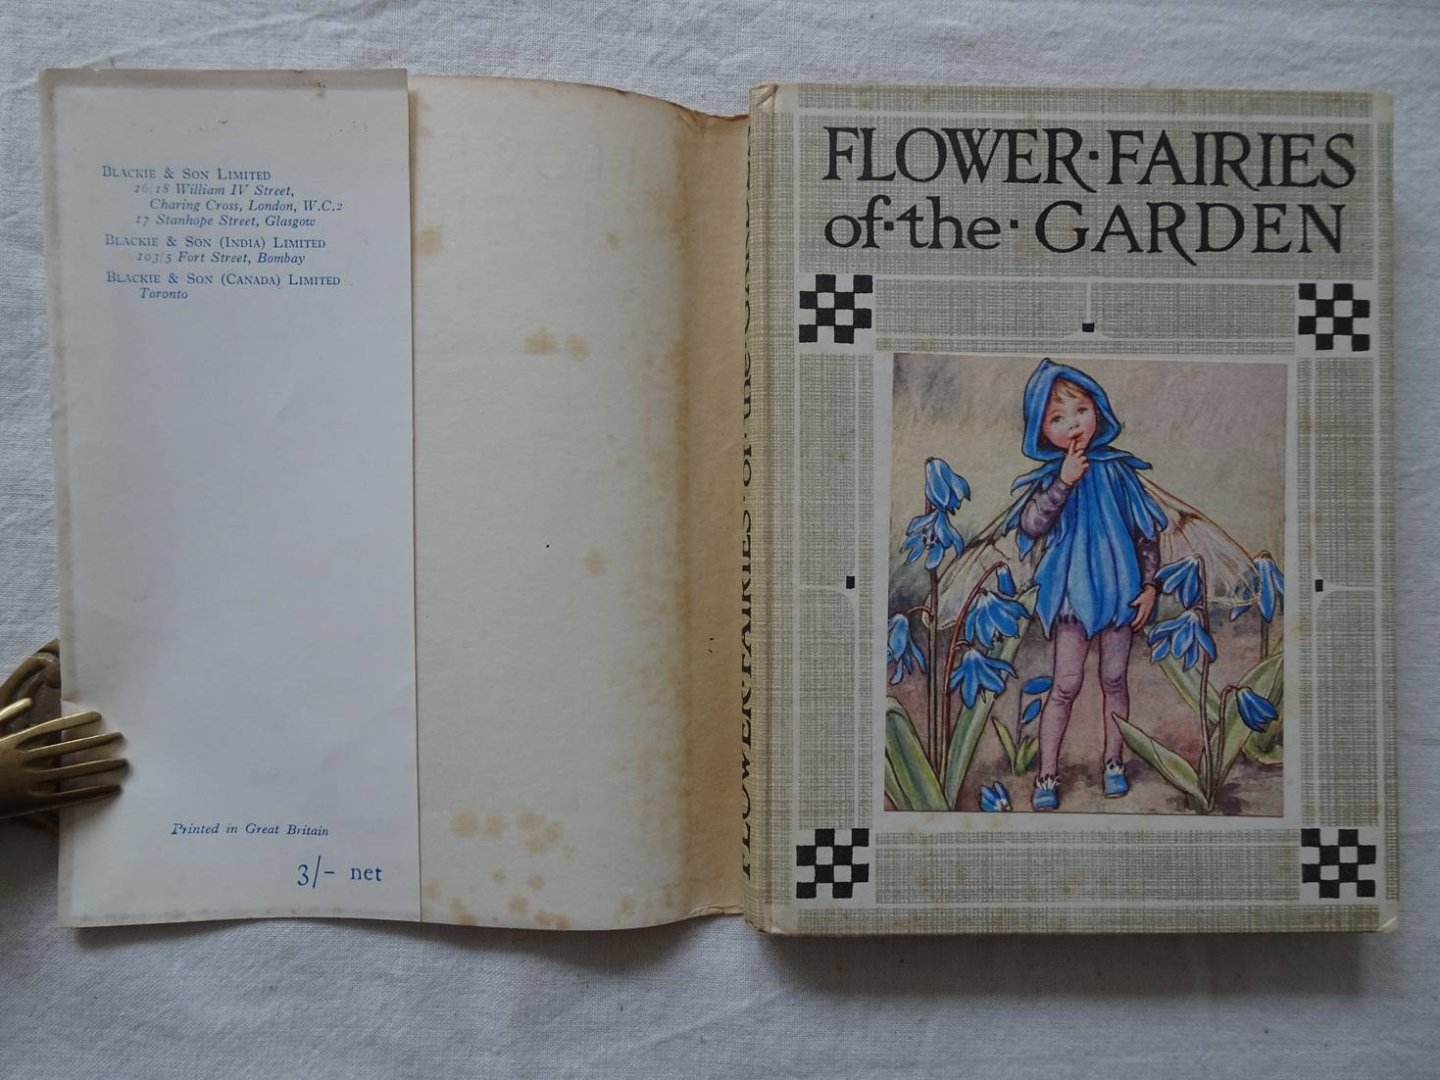 BLACKIE & SON LIMITED
16/18 William IV Street,
Charing Cross, London, W.C.2
17 Stanhope Street, Glasgow
BLACKIE & SON (INDIA) LIMITED
103/5 Fort Street, Bombay
BLACKIE & SON (CANADA) LIMITED
Toronto
Printed in Great Britain
3/- net
FLOWER·FAIRIES·of·the·
FLOWER·FAIRIES
of·the·GARDEN